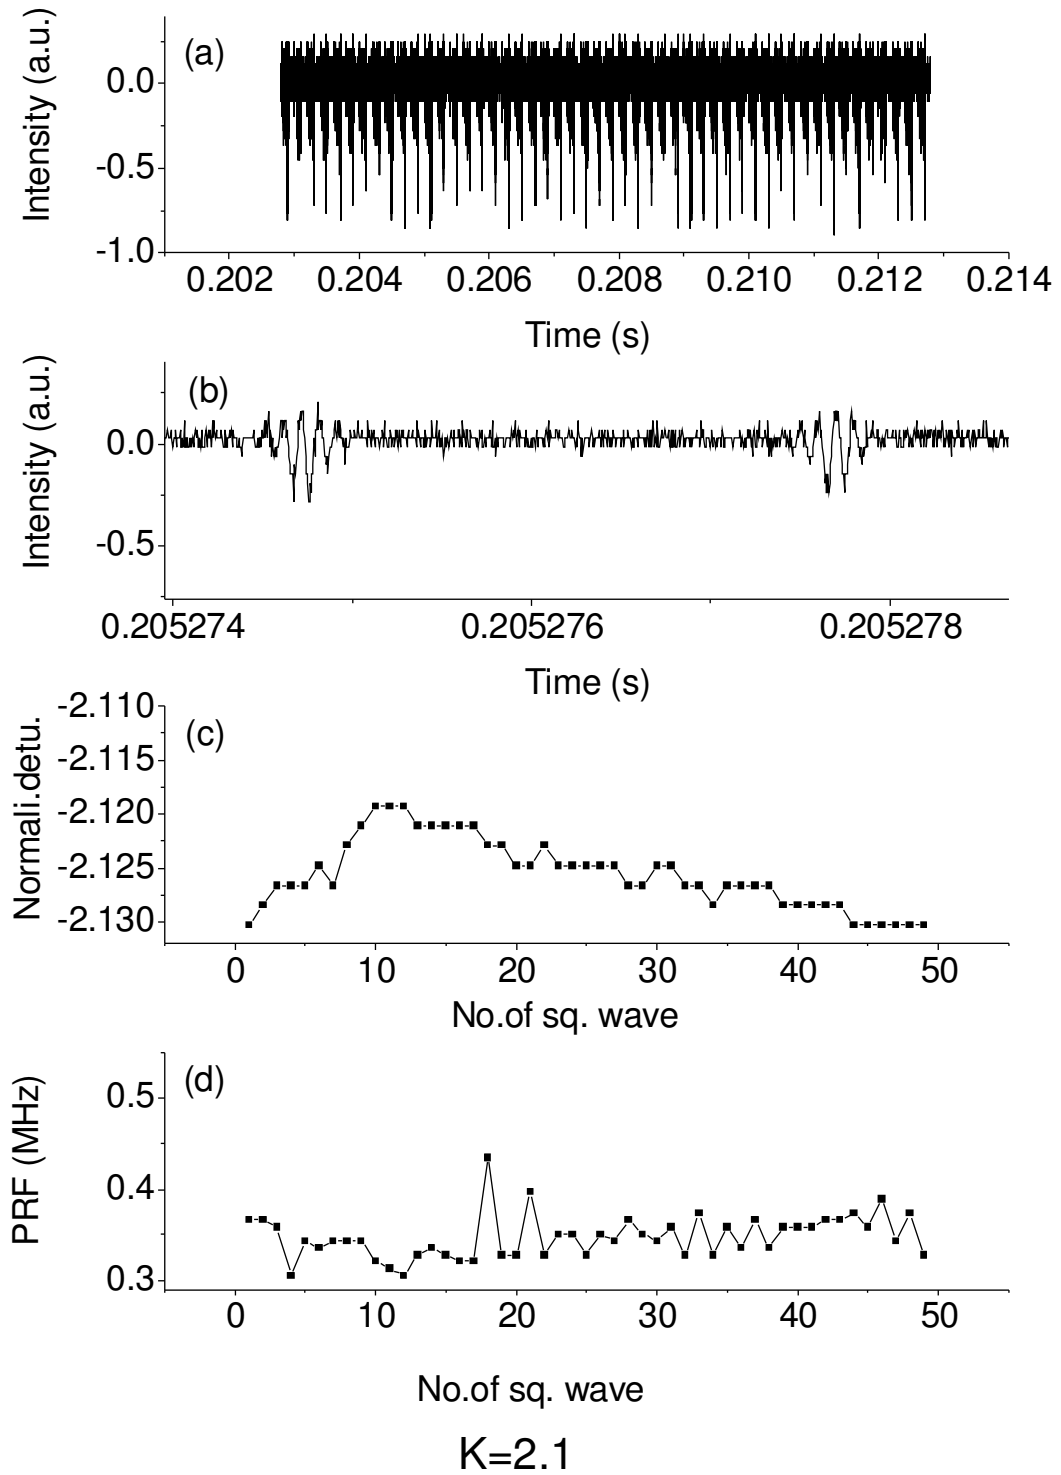 Intensity (a.u.)
(a)
0.0
-0.5
-1.0
0.202 0.204 0.206 0.208 0.210 0.212 0.214
Time (s)
Intensity (a.u.)
(b)
0.0
-0.5
0.205274 0.205276 0.205278
Time (s)
Normali.detu.
(c)
-2.110
-2.115
-2.120
-2.125
-2.130
0 10 20 30 40 50
No.of sq. wave
PRF (MHz)
(d)
0.5
0.4
0.3
0 10 20 30 40 50
No.of sq. wave
K=2.1